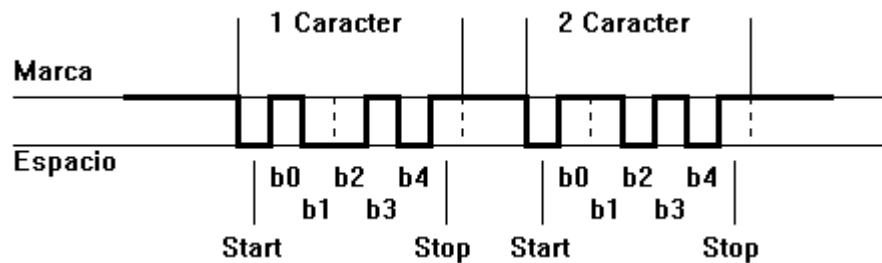 1 Caracter 2 Caracter
Marca
Espacio
b0 b2 b4 b0 b2 b4
b1 b3 b1 b3
Start Stop Start Stop